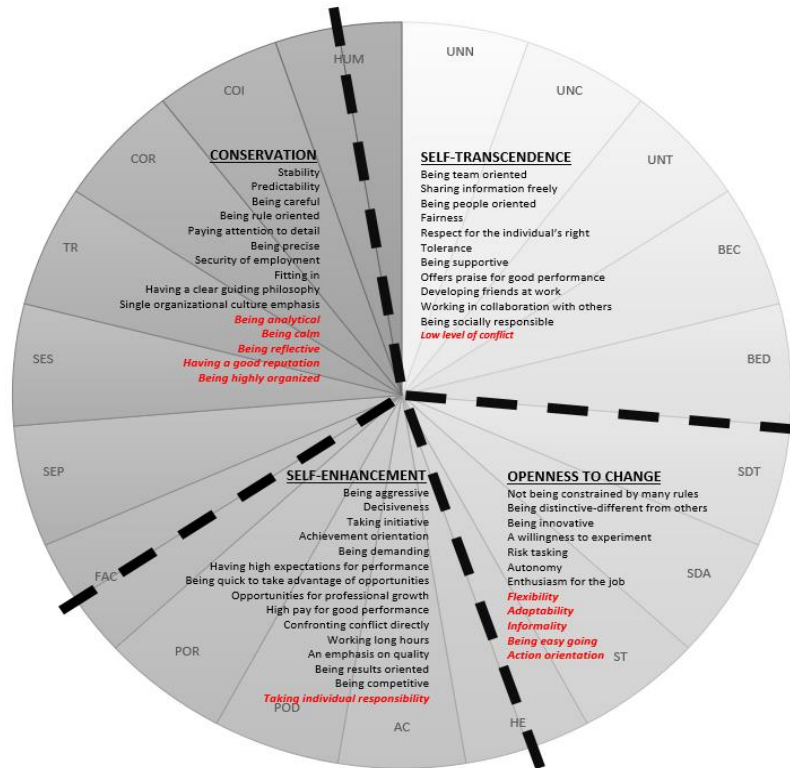 HUM
UNN
COI
UNC
COR
UNT
CONSERVATION
Stability
Predictability
Being careful
Being rule oriented
Paying attention to detail
Being precise
Security of employment
Fitting in
Having a clear guiding philosophy
Single organizational culture emphasis
Being analytical
Being calm
Being reflective
Having a good reputation
Being highly organized
SELF-TRANSCENDENCE
Being team oriented
Sharing information freely
Being people oriented
Fairness
Respect for the individual's right
Tolerance
Being supportive
Offers praise for good performance
Developing friends at work
Working in collaboration with others
Being socially responsible
Low level of conflict
TR
BEC
SES
BED
SEP
SDT
SELF-ENHANCEMENT
Being aggressive
Decisiveness
Taking initiative
Achievement orientation
Being demanding
Having high expectations for performance
Being quick to take advantage of opportunities
Opportunities for professional growth
High pay for good performance
Confronting conflict directly
Working long hours
An emphasis on quality
Being results oriented
Being competitive
Taking individual responsibility
OPENNESS TO CHANGE
Not being constrained by many rules
Being distinctive-different from others
Being innovative
A willingness to experiment
Risk tasking
Autonomy
Enthusiasm for the job
Flexibility
Adaptability
Informality
Being easy going
Action orientation
FAC
SDA
POR
ST
POD
AC
HE